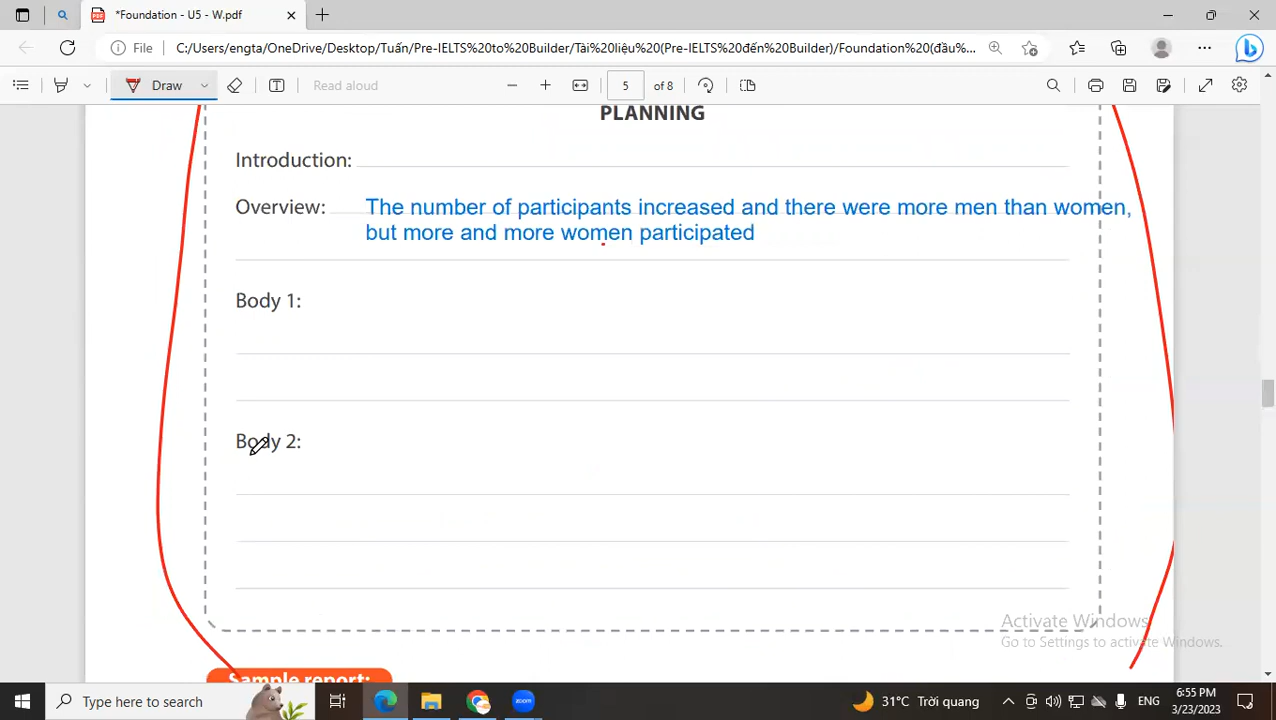 *Foundation - U5 - W.pdf
File
C:/Users/engta/OneDrive/Desktop/Tuấn/Pre-IELTS%20to%20Builder/Tài liệu%20(Pre-IELTS%20đến%20Builder)/Foundation%20(đầu%...
Draw
Read aloud
5
of 8
PLANNING
Introduction:
Overview:
The number of participants increased and there were more men than women,
but more and more women participated
Body 1:
Body 2:
Activate Windows
Go to Settings to activate Windows.
Sample report:
Type here to search
zoom
31°C Trời quang
ENG
6:55 PM
3/23/2023